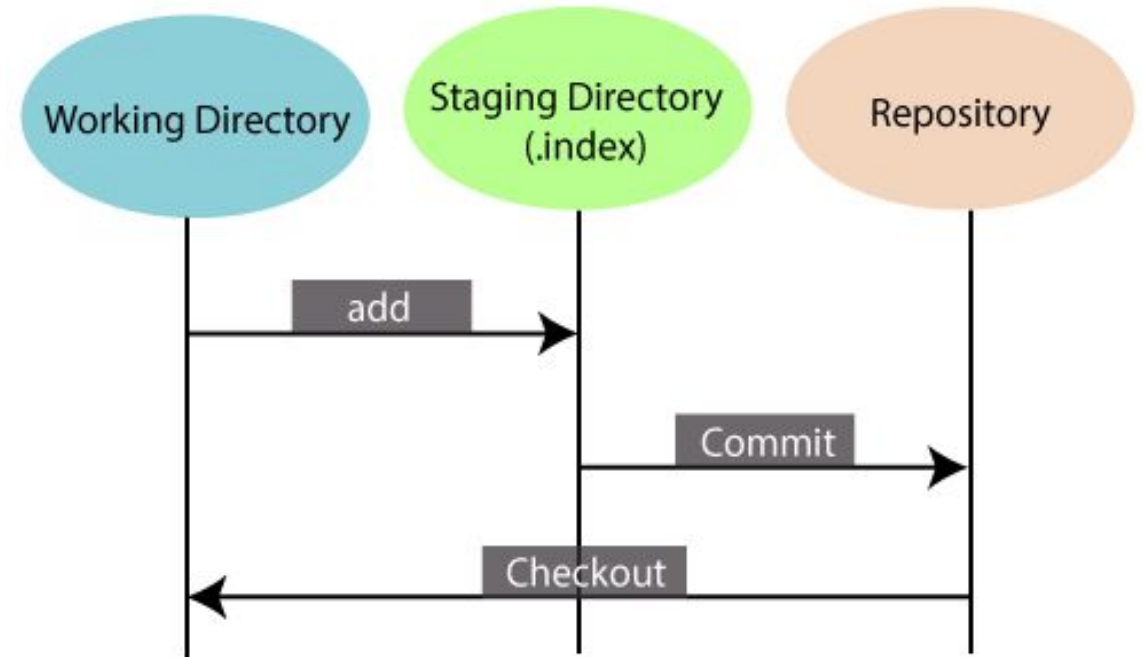 Working Directory
Staging Directory
(.index)
Repository
add
Commit
Checkout